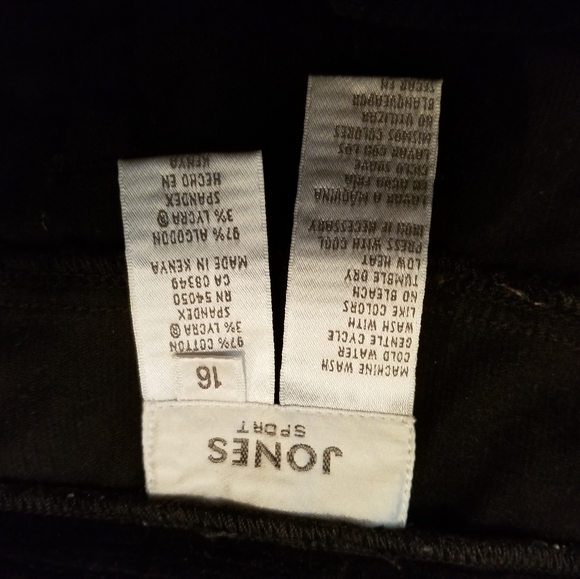 JONES
SPORT
16
97% COTTON
3% LYCRA®
SPANDEX
RN 54050
CA 08349
MADE IN KENYA
97% ALGODON
3% LYCRA®
SPANDEX
HECHO EN
KENYA
MACHINE WASH
COLD WATER
GENTLE CYCLE
WASH WITH
LIKE COLORS
NO BLEACH
TUMBLE DRY
LOW HEAT
PRESS WITH COOL
IRON IF NECESSARY
LAVAR A MÁQUINA
EN AGUA FRÍA
CICLO SUAVE
LAVAR CON LOS
MISMOS COLORES
NO UTILIZAR
BLANQUEADOR
SECAR EN